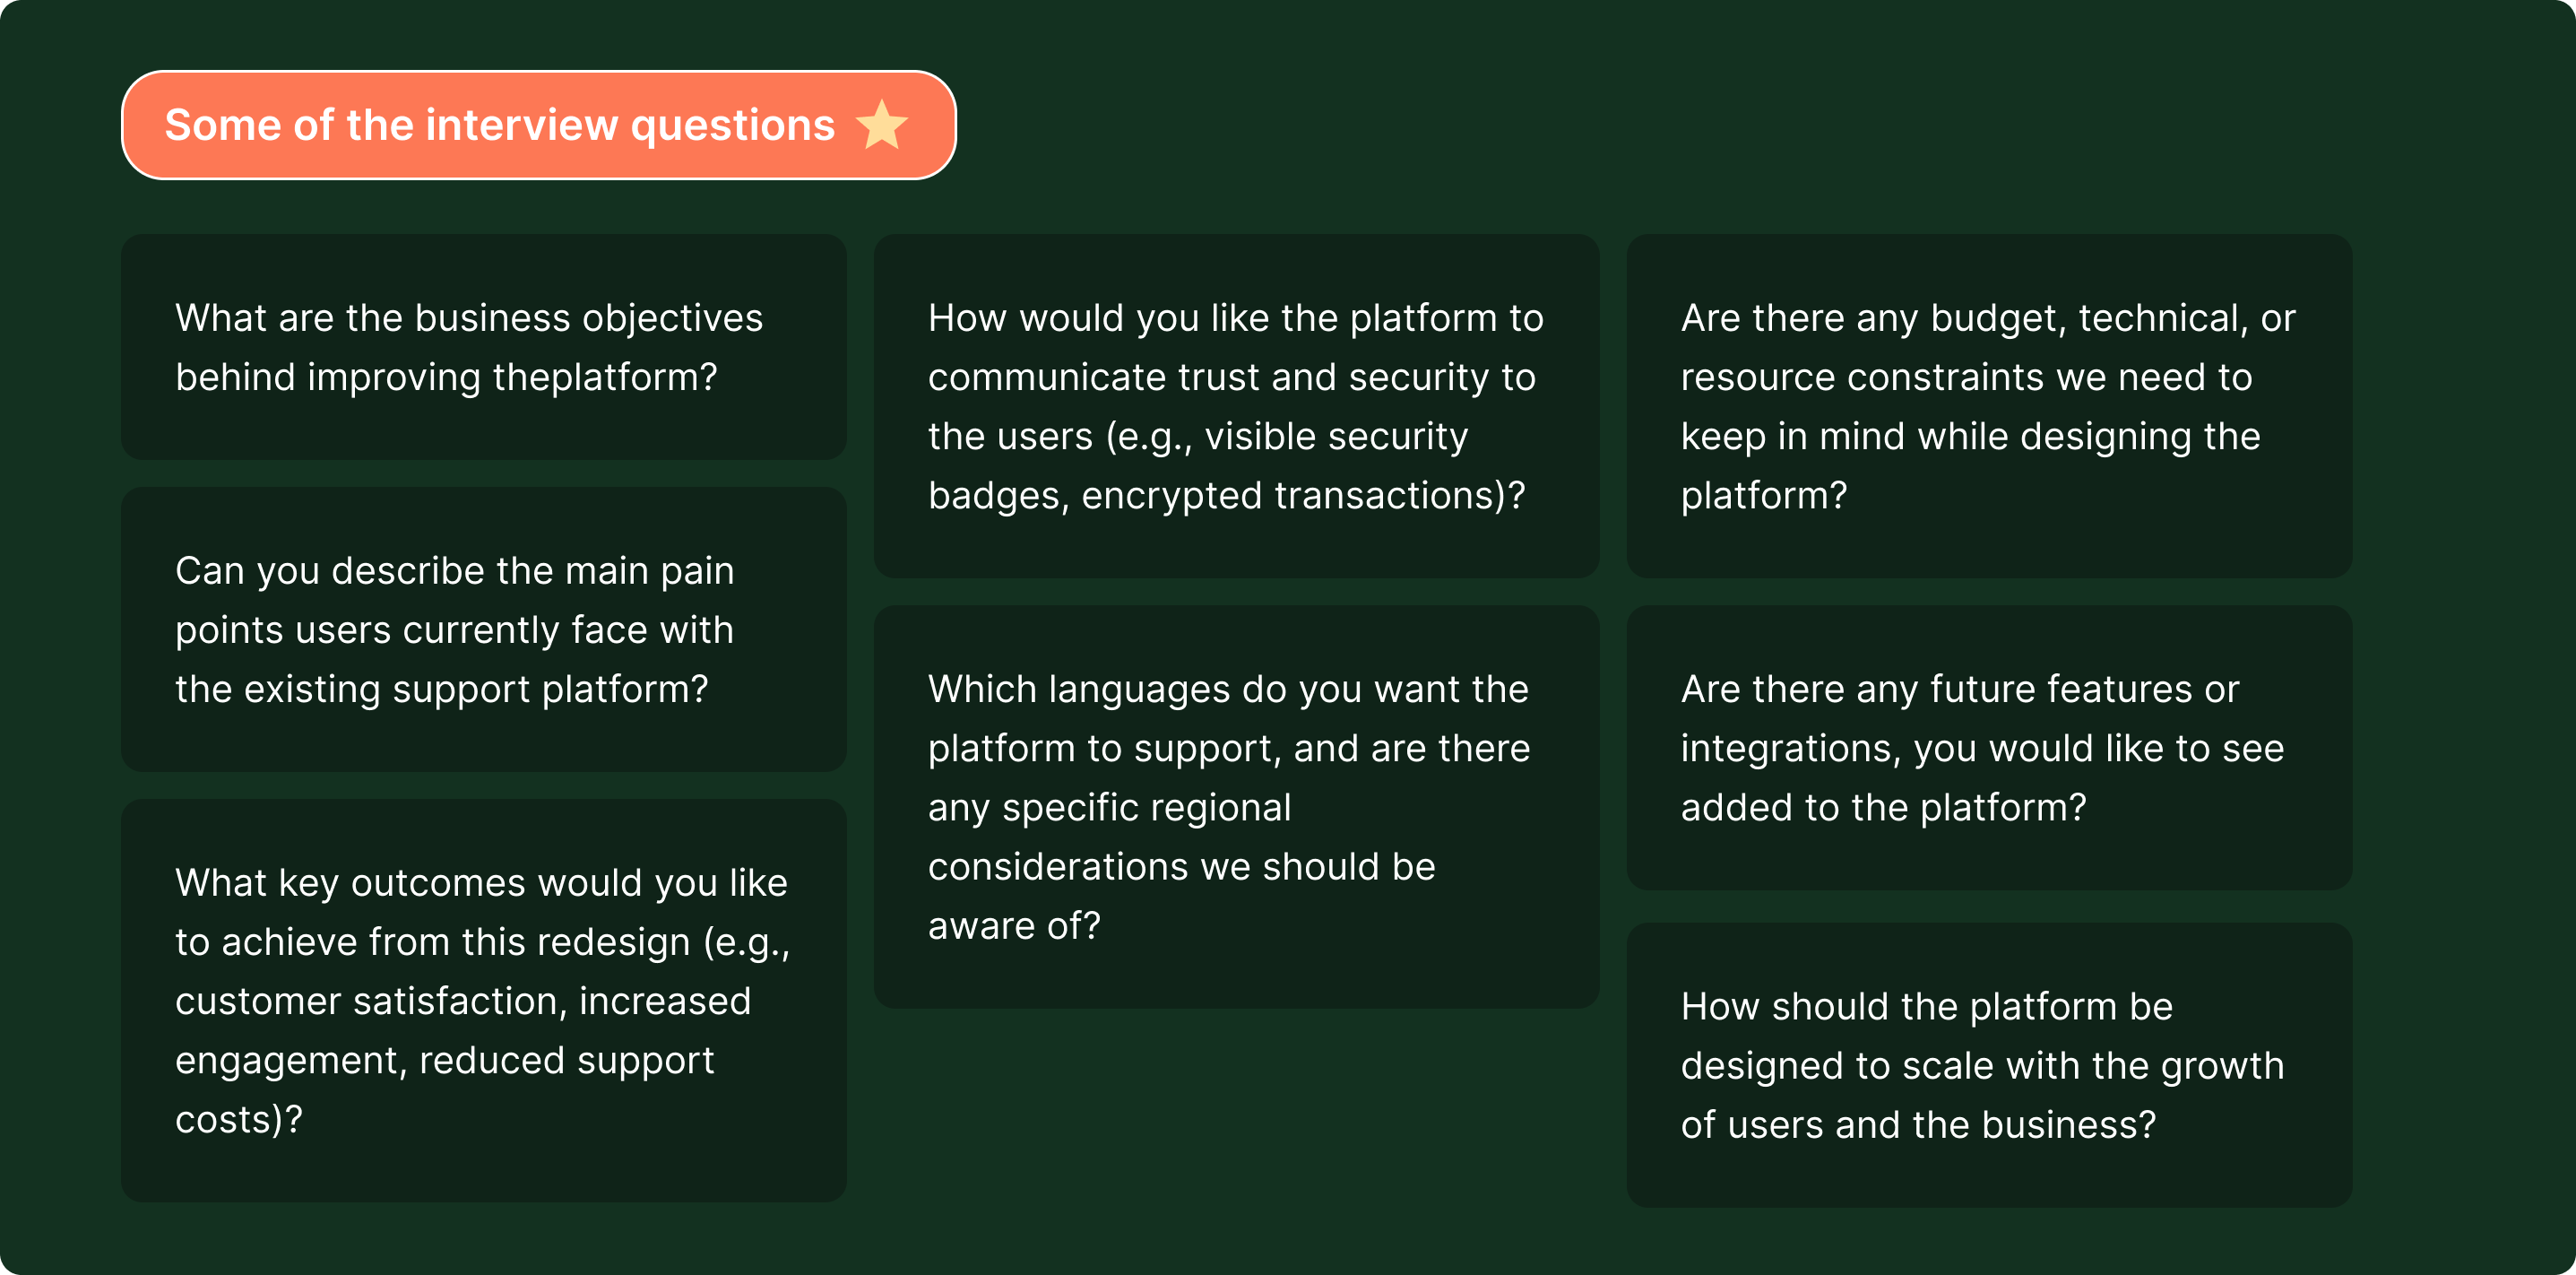 Some of the interview questions
What are the business objectives
behind improving theplatform?
Can you describe the main pain
points users currently face with
the existing support platform?
What key outcomes would you like
to achieve from this redesign (e.g.,
customer satisfaction, increased
engagement, reduced support
costs)?
How would you like the platform to
communicate trust and security to
the users (e.g., visible security
badges, encrypted transactions)?
Which languages do you want the
platform to support, and are there
any specific regional
considerations we should be
aware of?
Are there any budget, technical, or
resource constraints we need to
keep in mind while designing the
platform?
Are there any future features or
integrations, you would like to see
added to the platform?
How should the platform be
designed to scale with the growth
of users and the business?